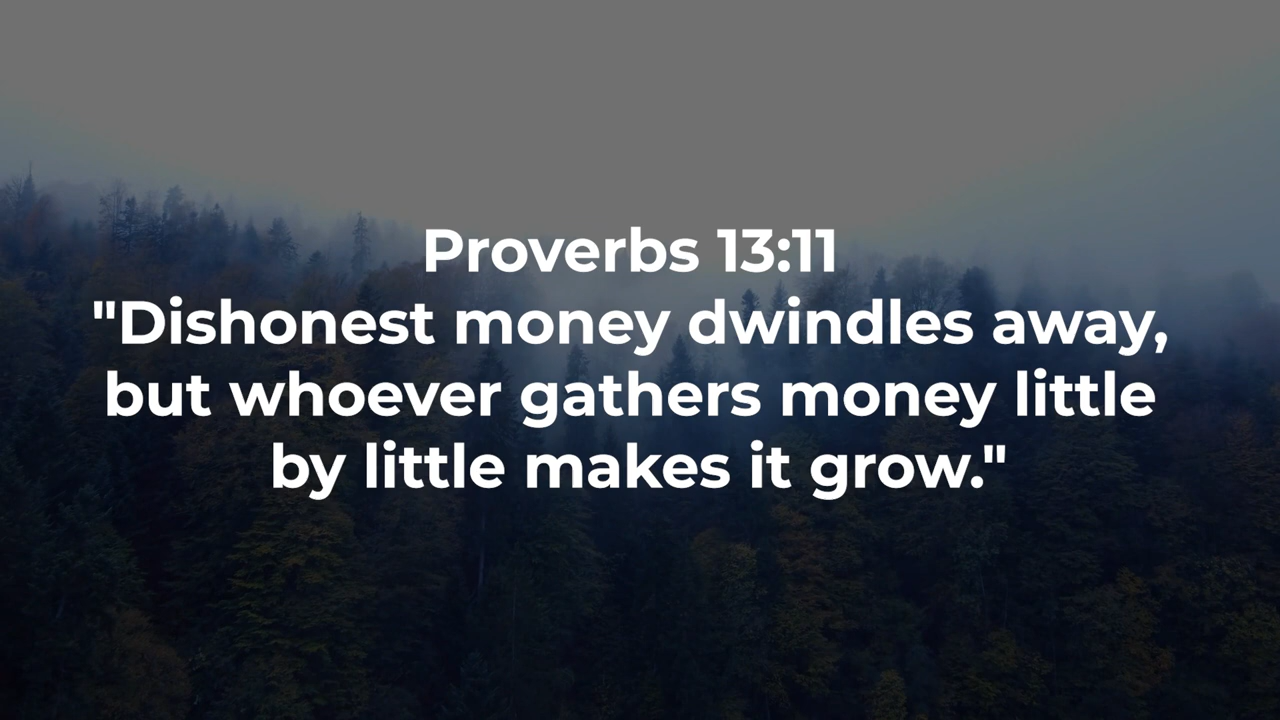 Proverbs 13:11
"Dishonest money dwindles away,
but whoever gathers money little
by little makes it grow."